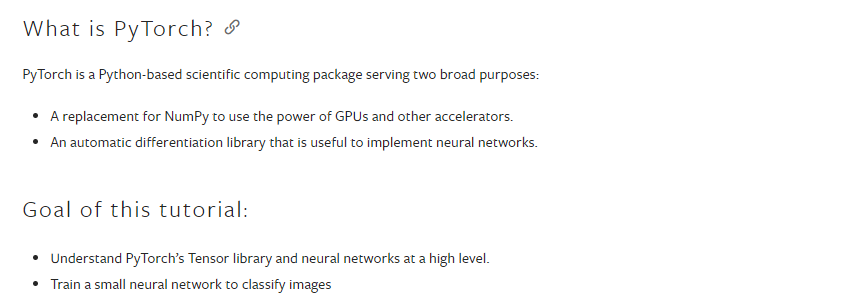 What is PyTorch?
PyTorch is a Python-based scientific computing package serving two broad purposes:
A replacement for NumPy to use the power of GPUs and other accelerators.
An automatic differentiation library that is useful to implement neural networks.
Goal of this tutorial:
Understand PyTorch’s Tensor library and neural networks at a high level.
Train a small neural network to classify images